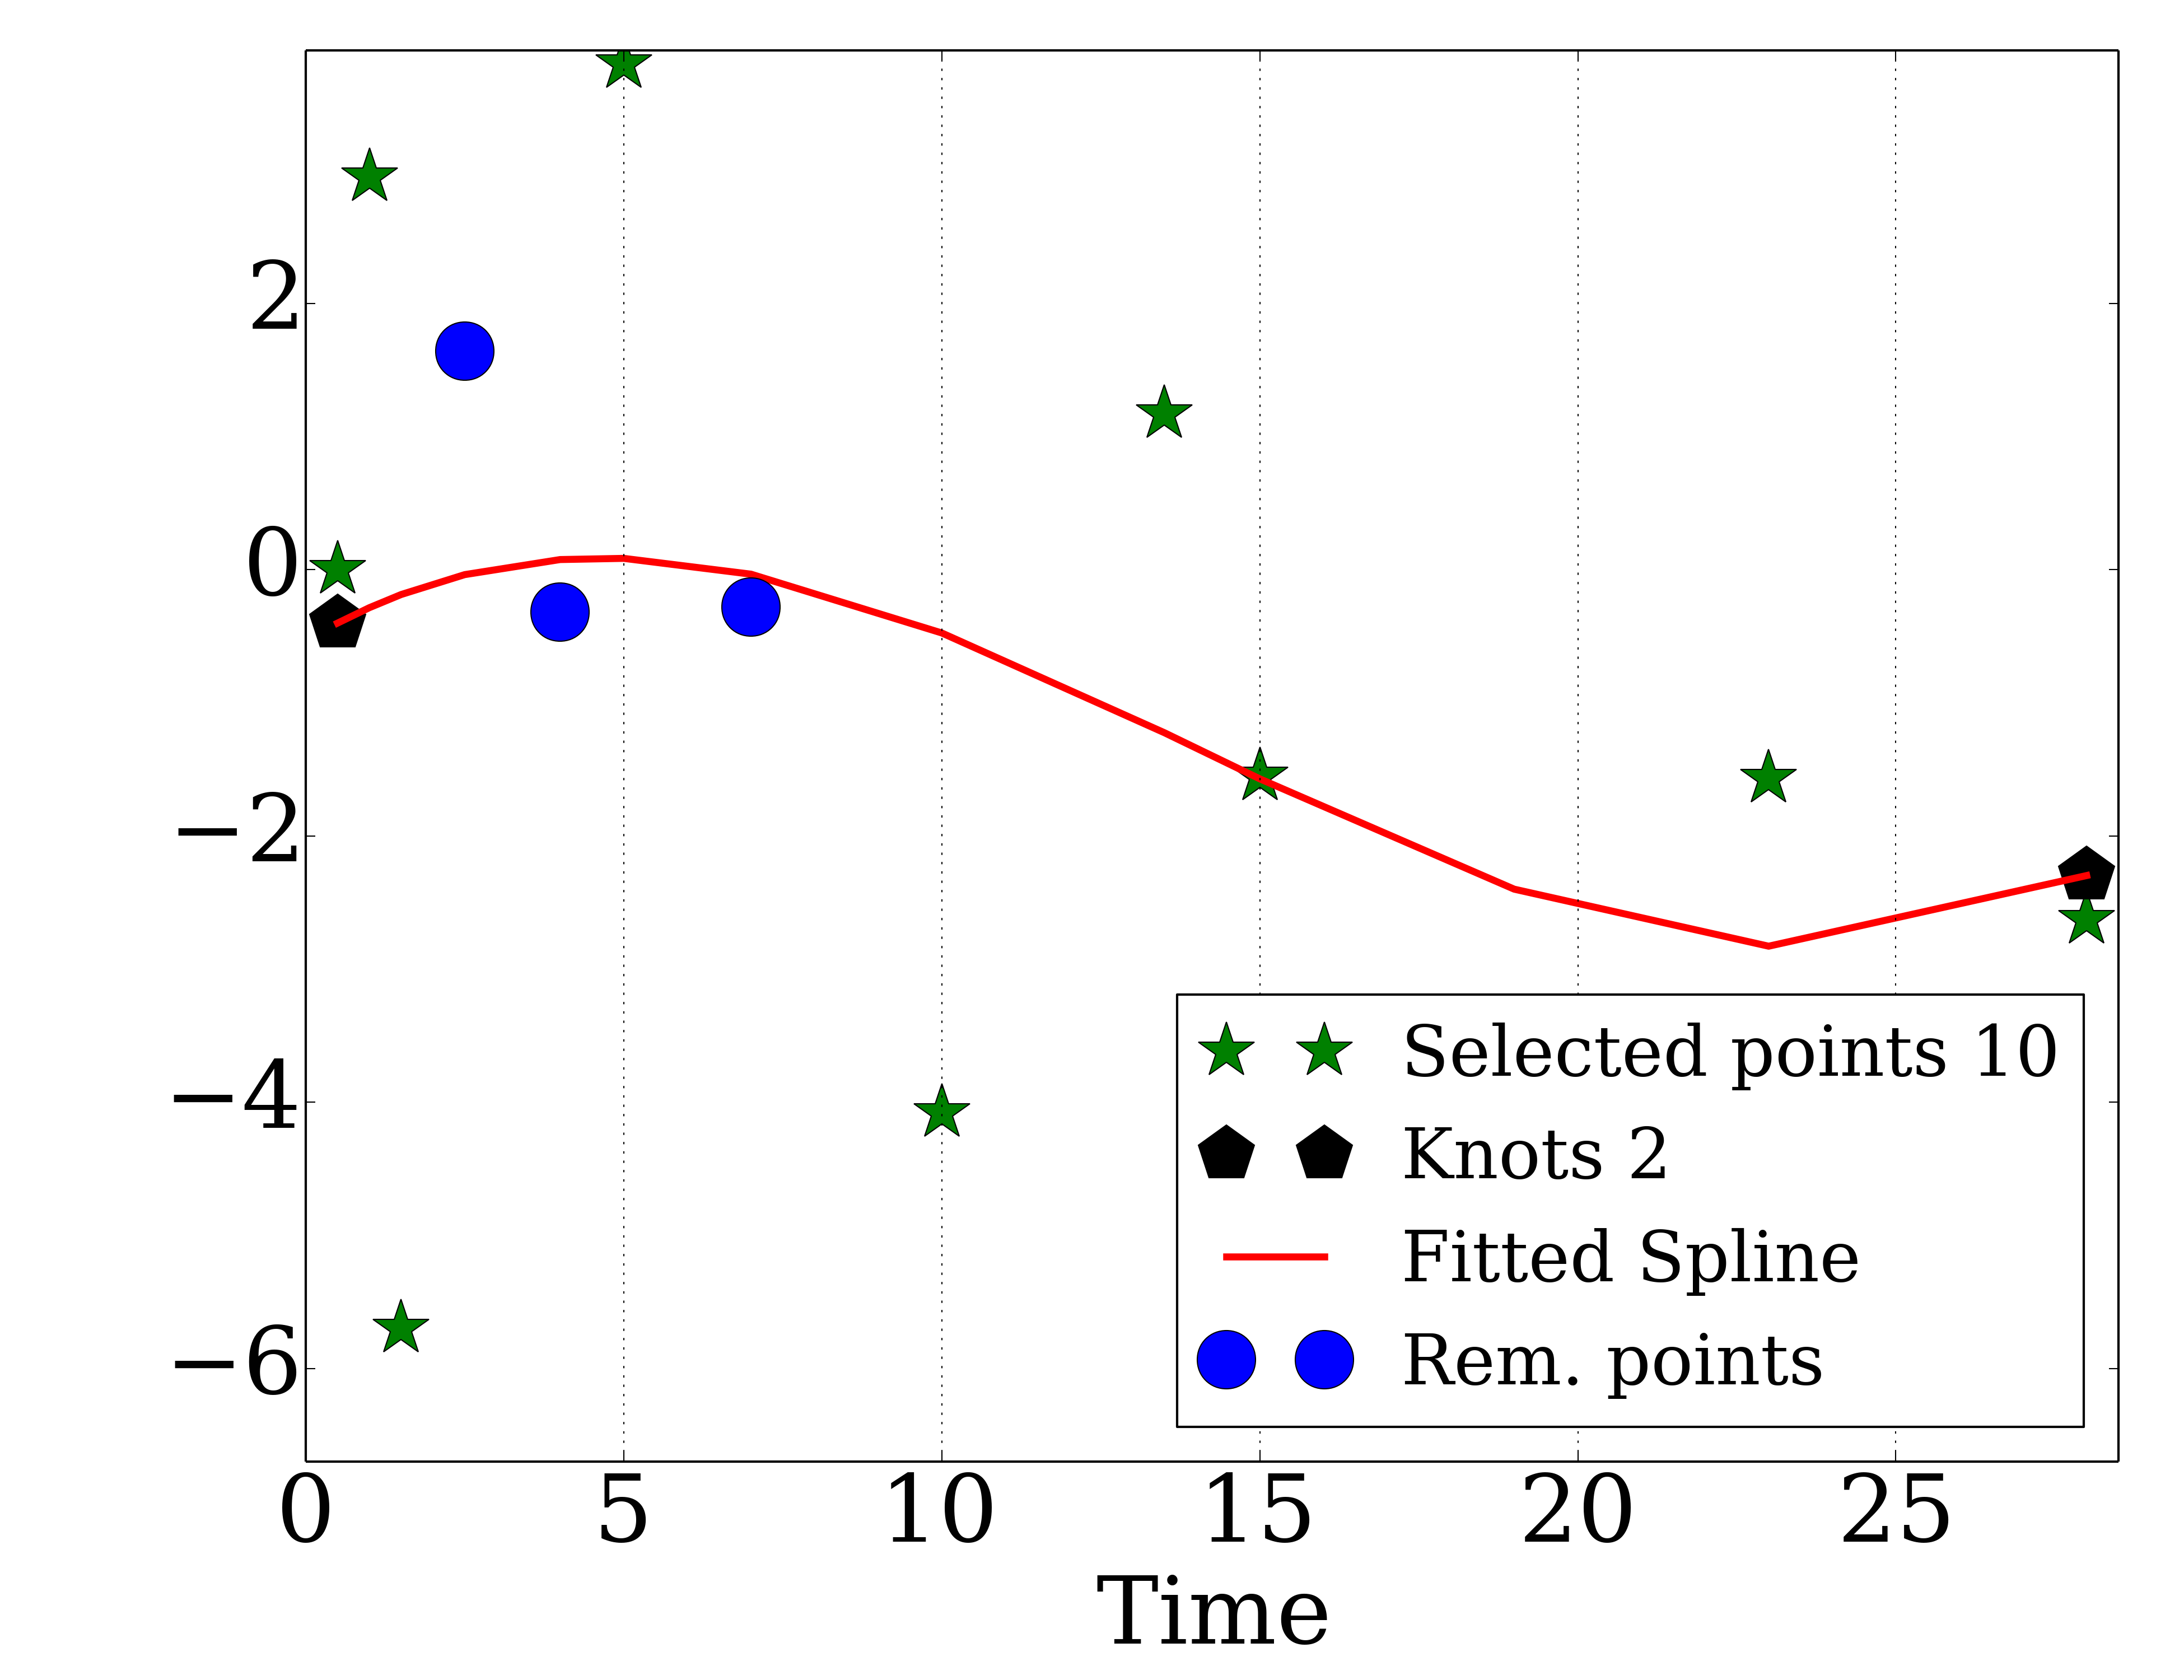 2
0
−2
−4
−6
0 5 10 15 20 25
Time
Selected points 10
Knots 2
Fitted Spline
Rem. points